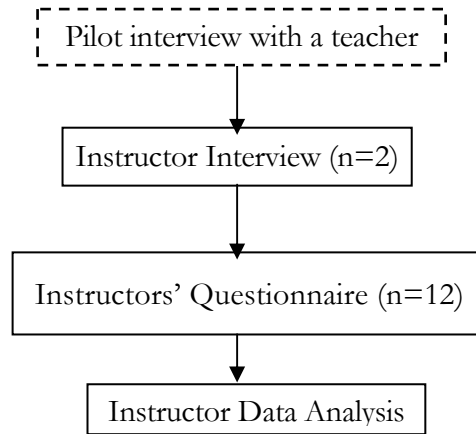 Pilot interview with a teacher
Instructor Interview (n=2)
Instructors’ Questionnaire (n=12)
Instructor Data Analysis